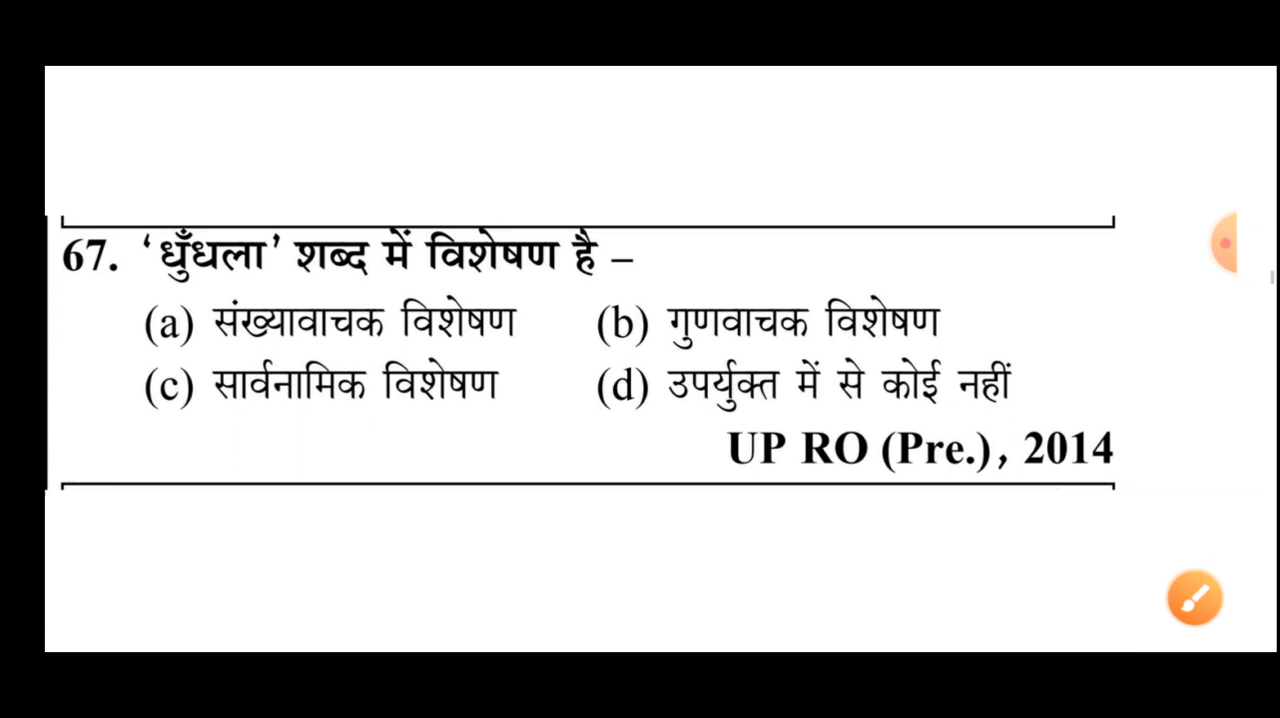 67. ‘धुँधला’ शब्द में विशेषण है –
(a) संख्यावाचक विशेषण (b) गुणवाचक विशेषण
(c) सार्वनामिक विशेषण (d) उपर्युक्त में से कोई नहीं
UP RO (Pre.), 2014